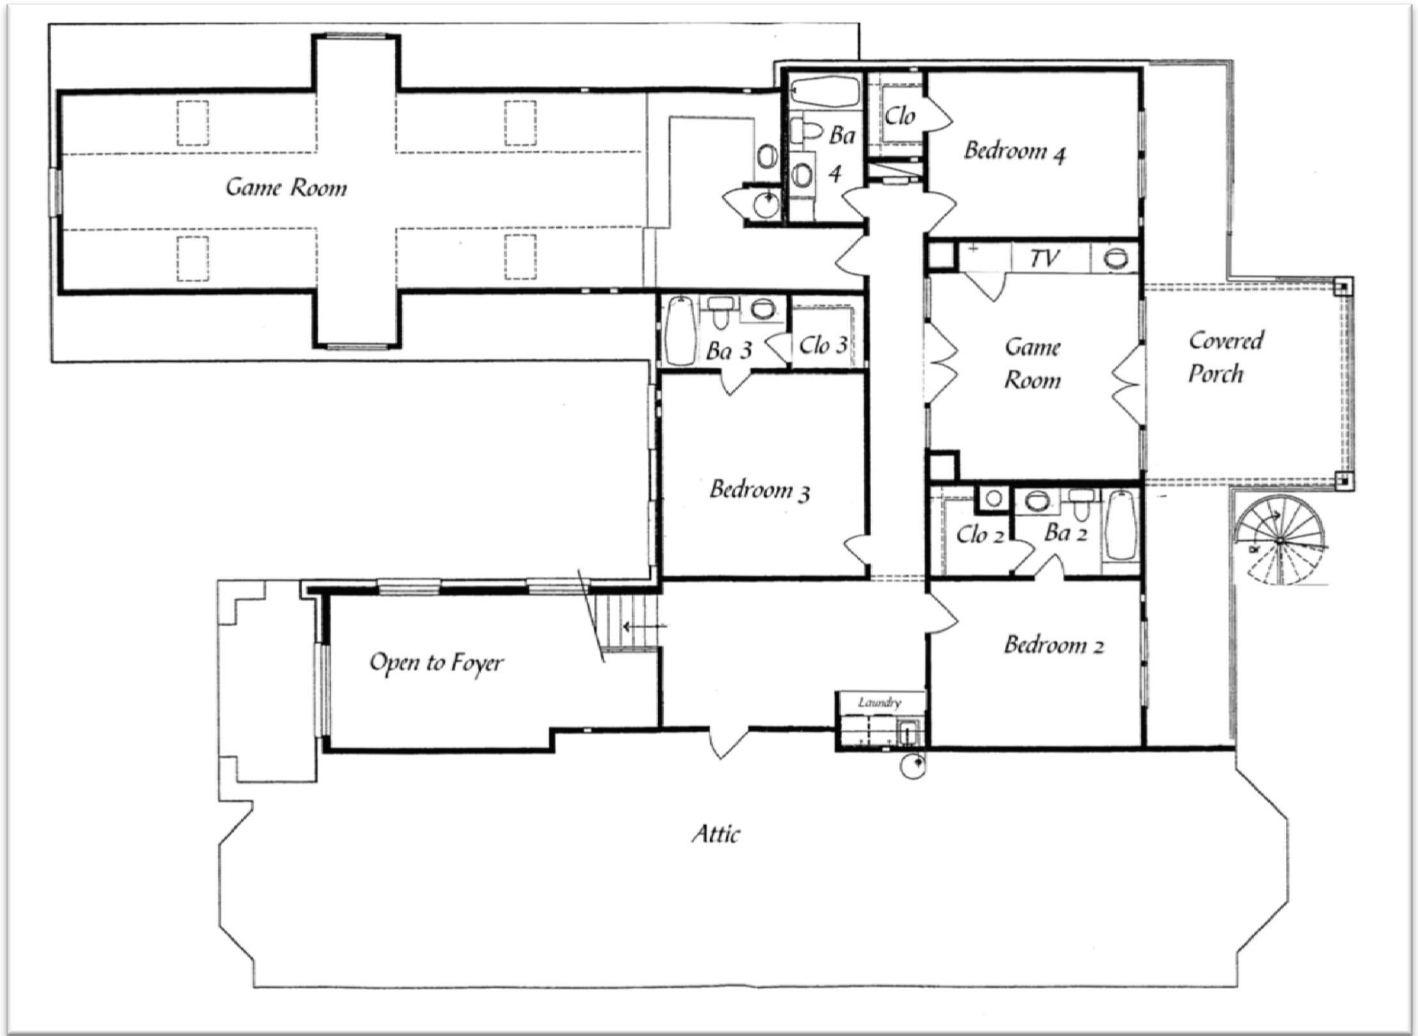 Game Room
Ba
4
Clo
Bedroom 4
TV
Game
Room
Covered
Porch
Ba 3
Clo 3
Bedroom 3
Clo 2
Ba 2
Open to Foyer
Bedroom 2
Laundry
Attic